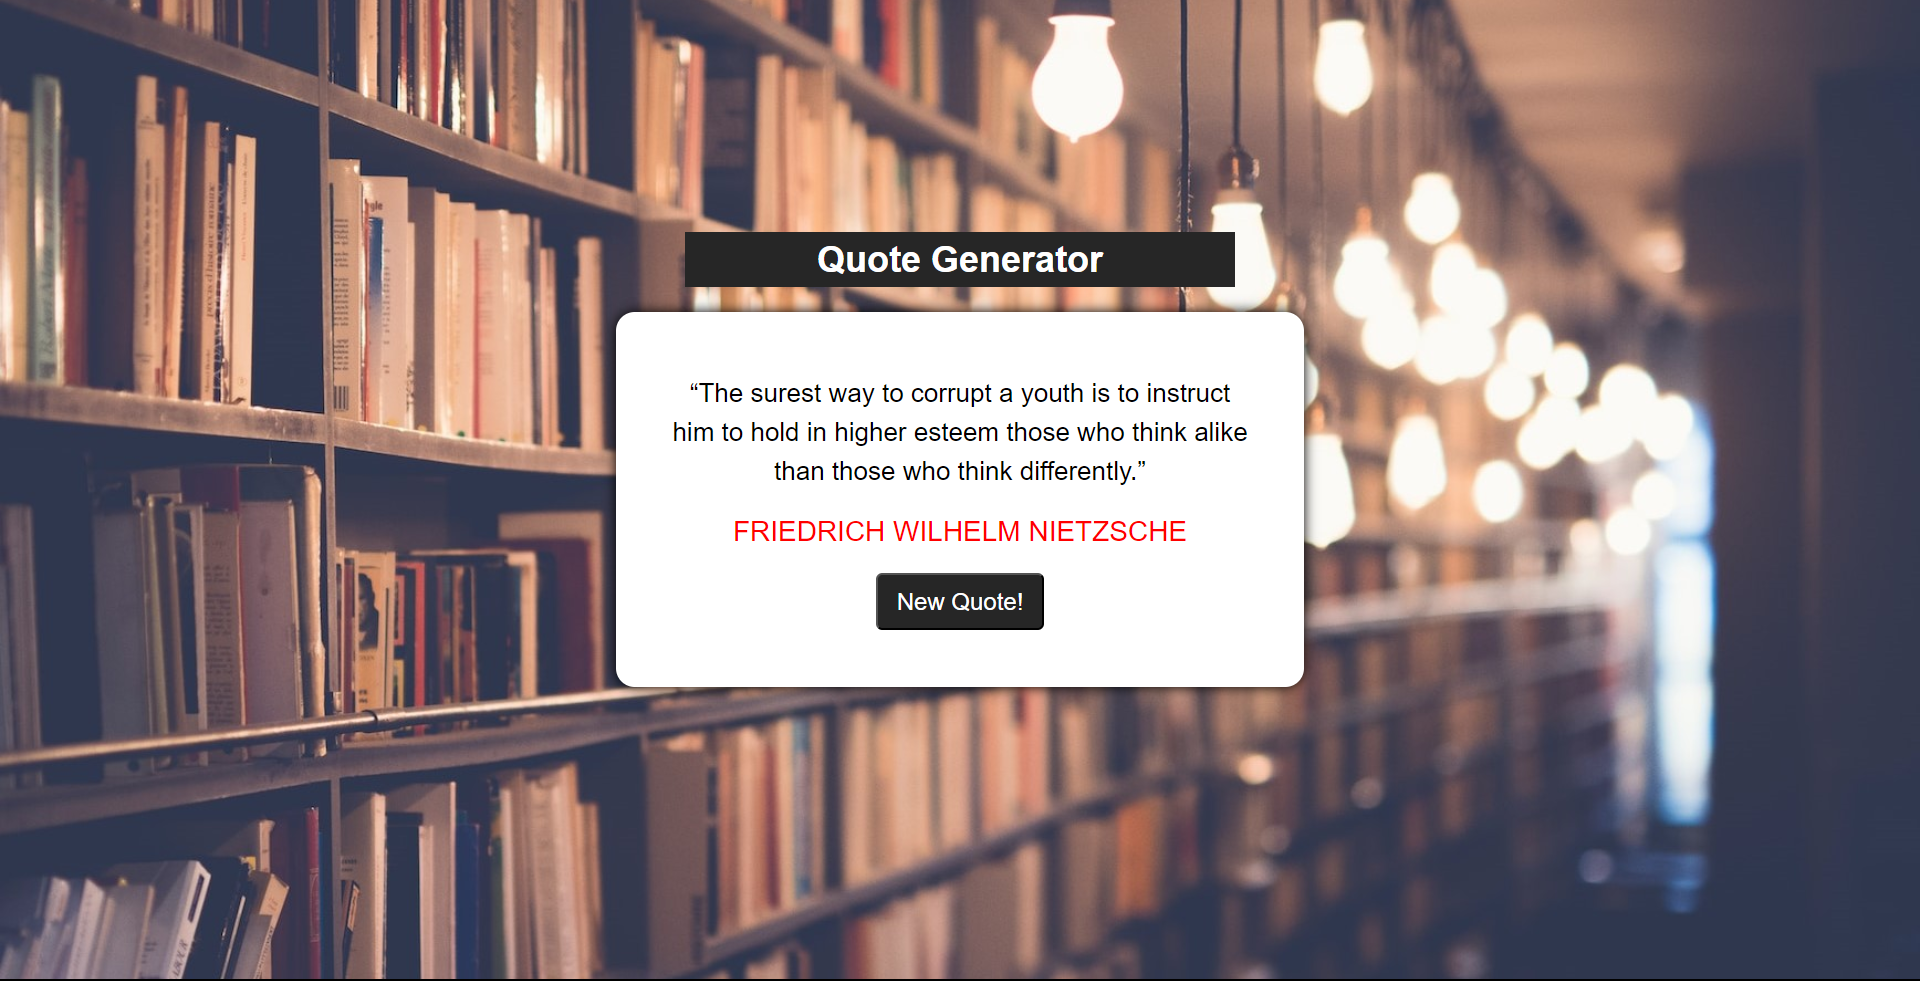 Quote Generator
“The surest way to corrupt a youth is to instruct
him to hold in higher esteem those who think alike
than those who think differently.”
FRIEDRICH WILHELM NIETZSCHE
New Quote!